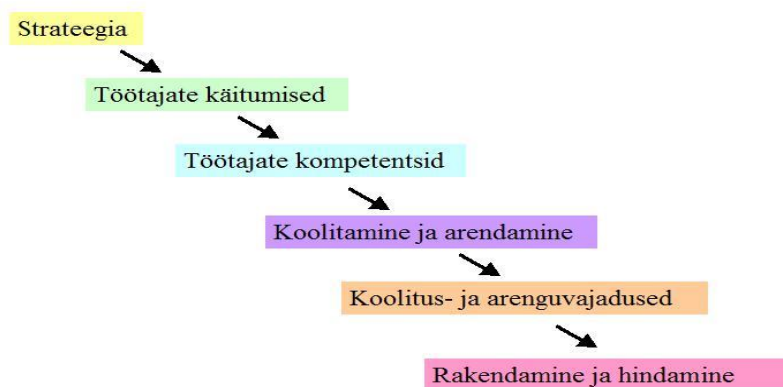 Strateegia
Töötajate käitumised
Töötajate kompetentsid
Koolitamine ja arendamine
Koolitus- ja arenguvajadused
Rakendamine ja hindamine